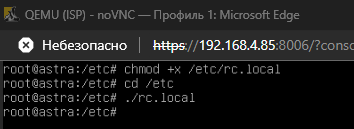 QEMU (ISP) - noVNC — Профиль 1: Microsoft Edge
Небезопасно https://192.168.4.85:8006/?conso
root@astra:/etc# chmod +x /etc/rc.local
root@astra:/etc# cd /etc
root@astra:/etc# ./rc.local
root@astra:/etc#